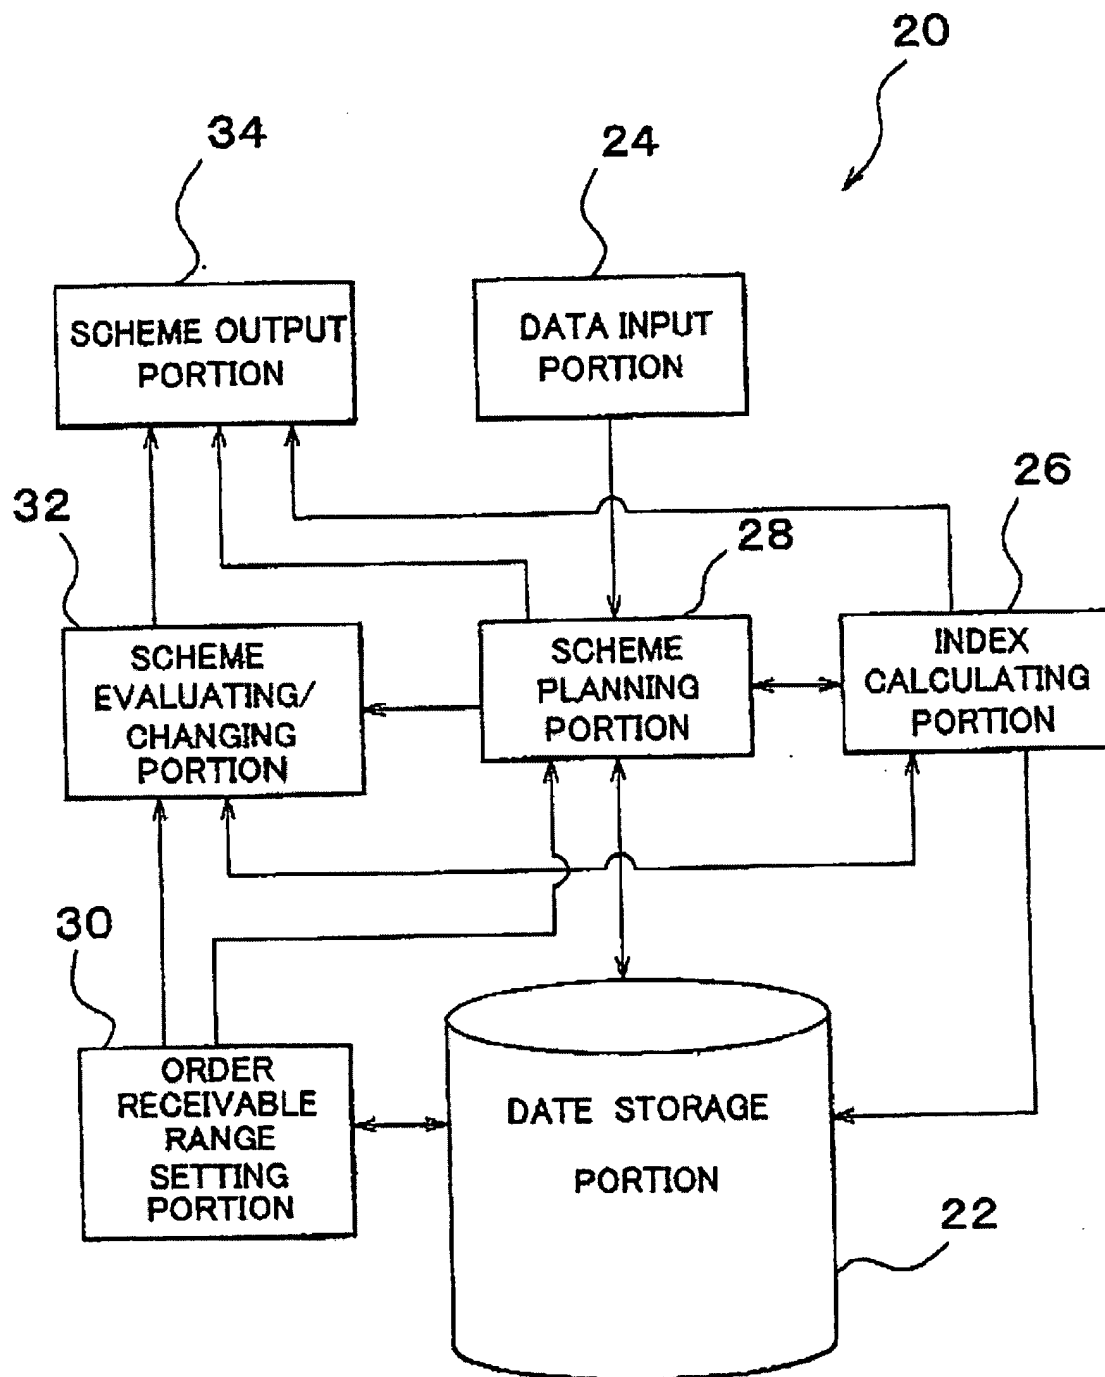 20
34
24
SCHEME OUTPUT
PORTION
DATA INPUT
PORTION
32
28
26
SCHEME
EVALUATING/
CHANGING
PORTION
SCHEME
PLANNING
PORTION
INDEX
CALCULATING
PORTION
30
ORDER
RECEIVABLE
RANGE
SETTING
PORTION
DATE STORAGE
PORTION
22